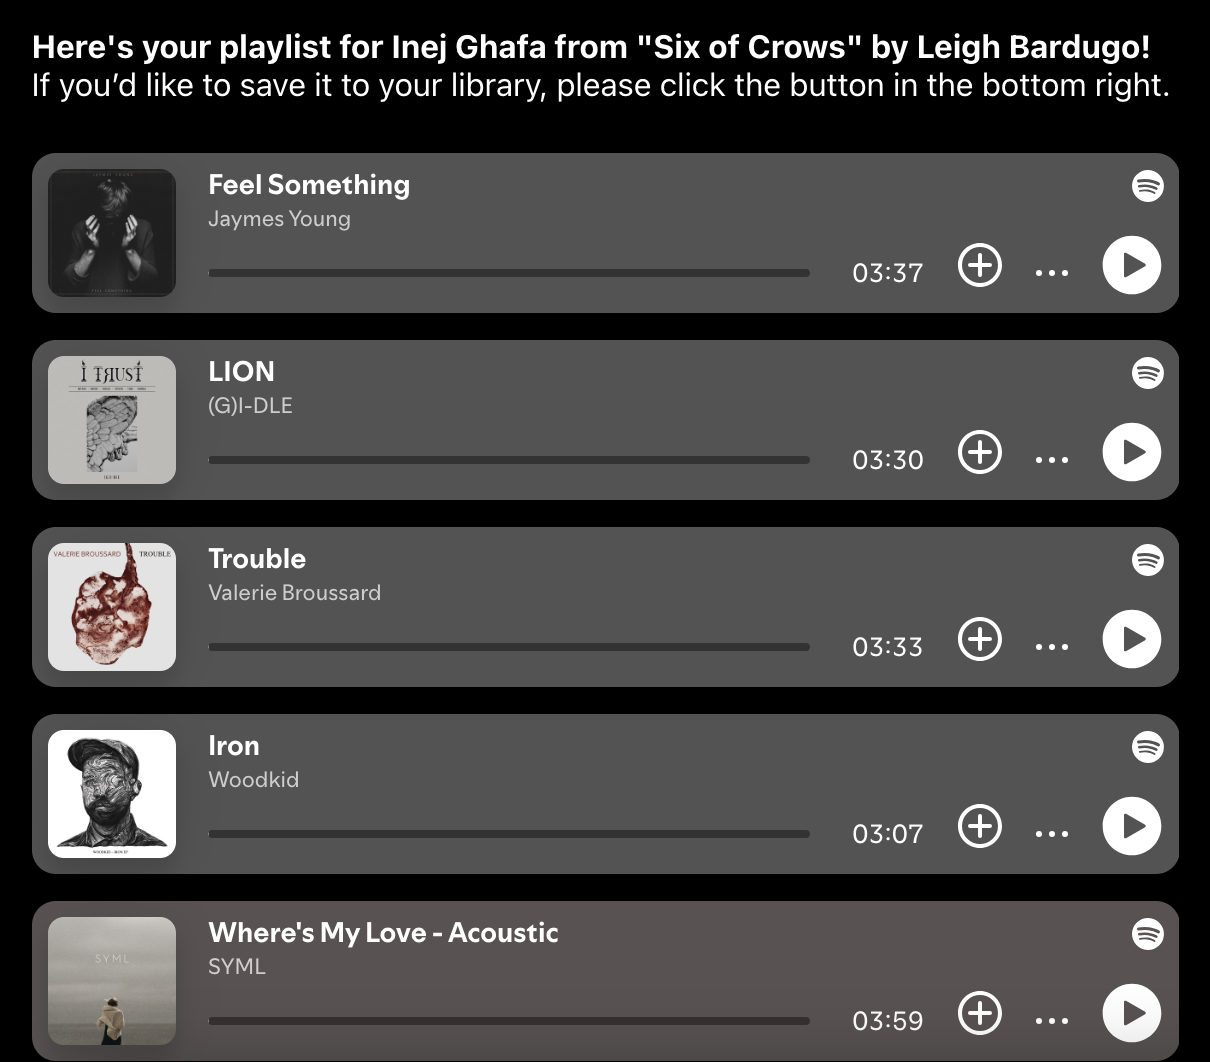 Here's your playlist for Inej Ghafa from "Six of Crows" by Leigh Bardugo!
If you’d like to save it to your library, please click the button in the bottom right.
Feel Something
Jaymes Young
03:37
I TRUST
LION
(G)I-DLE
03:30
VALERIE BROUSSARD TROUBLE
Trouble
Valerie Broussard
03:33
Iron
Woodkid
03:07
SYML
Where's My Love - Acoustic
SYML
03:59